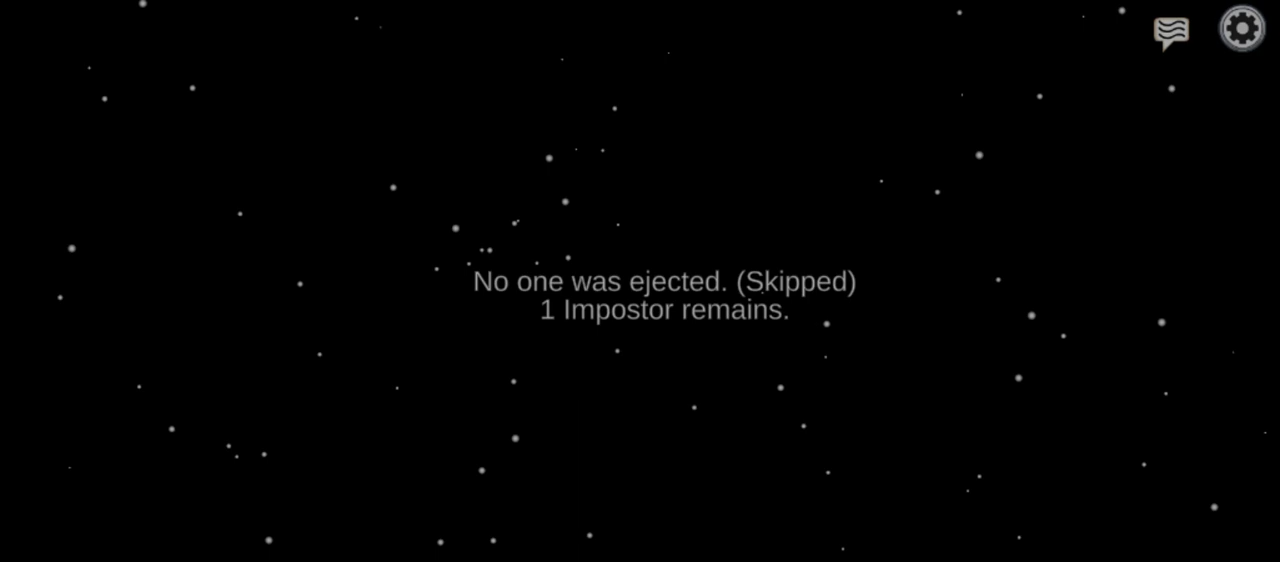 No one was ejected. (Skipped)
1 Impostor remains.